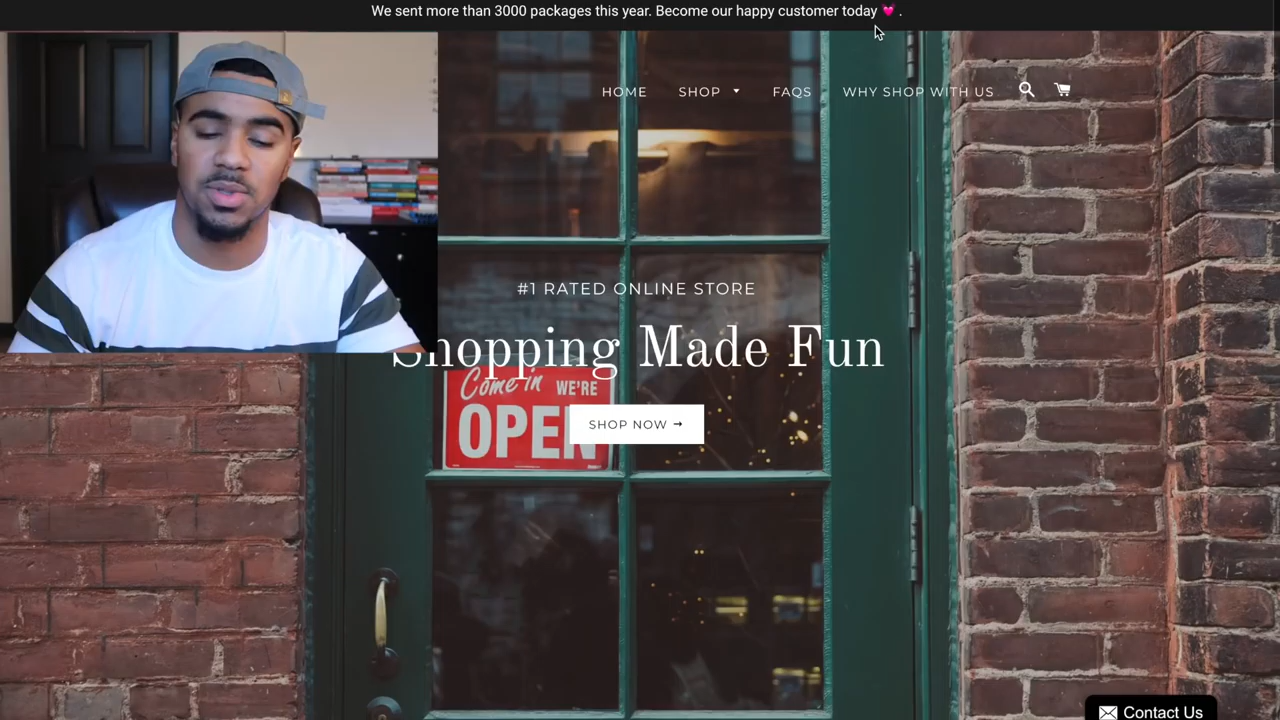 We sent more than 3000 packages this year. Become our happy customer today 💓 .
HOME SHOP FAQS WHY SHOP WITH US
#1 RATED ONLINE STORE
Shopping Made Fun
Come in WE'RE
OPEN
SHOP NOW →
Contact Us